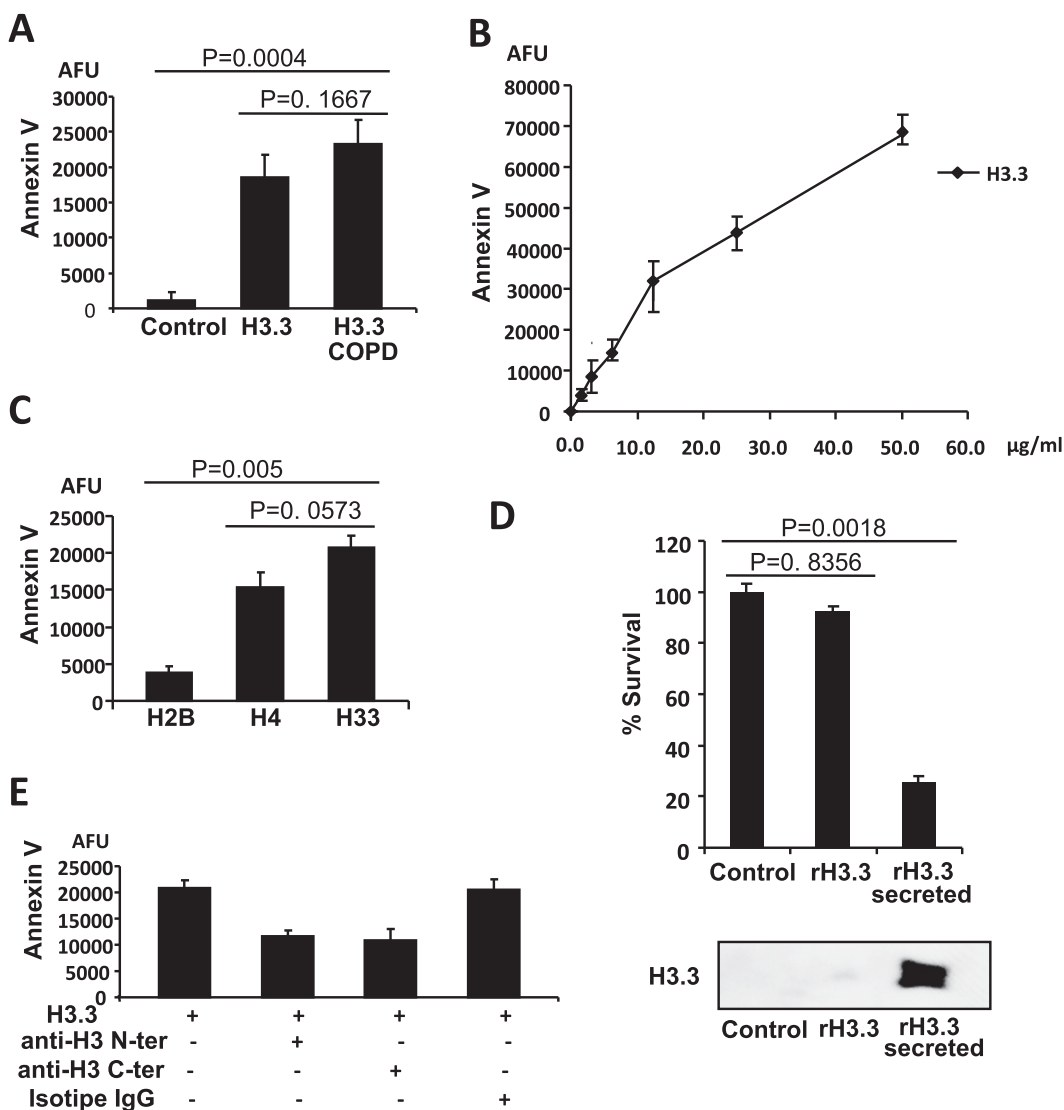 A
AFU
P=0.0004
P=0. 1667
Annexin V
30000
25000
20000
15000
10000
5000
0
Control H3.3 H3.3
COPD
B
AFU
Annexin V
80000
70000
60000
50000
40000
30000
20000
10000
0
0.0 10.0 20.0 30.0 40.0 50.0 60.0 µg/ml
H3.3
C
AFU
P=0.005
P=0. 0573
Annexin V
25000
20000
15000
10000
5000
0
H2B H4 H33
D
P=0.0018
P=0. 8356
% Survival
120
100
80
60
40
20
0
Control rH3.3 rH3.3
secreted
H3.3
Control rH3.3 rH3.3
secreted
E
AFU
Annexin V
25000
20000
15000
10000
5000
0
H3.3 + + + +
anti-H3 N-ter - + - -
anti-H3 C-ter - - + -
Isotipe IgG - - - +